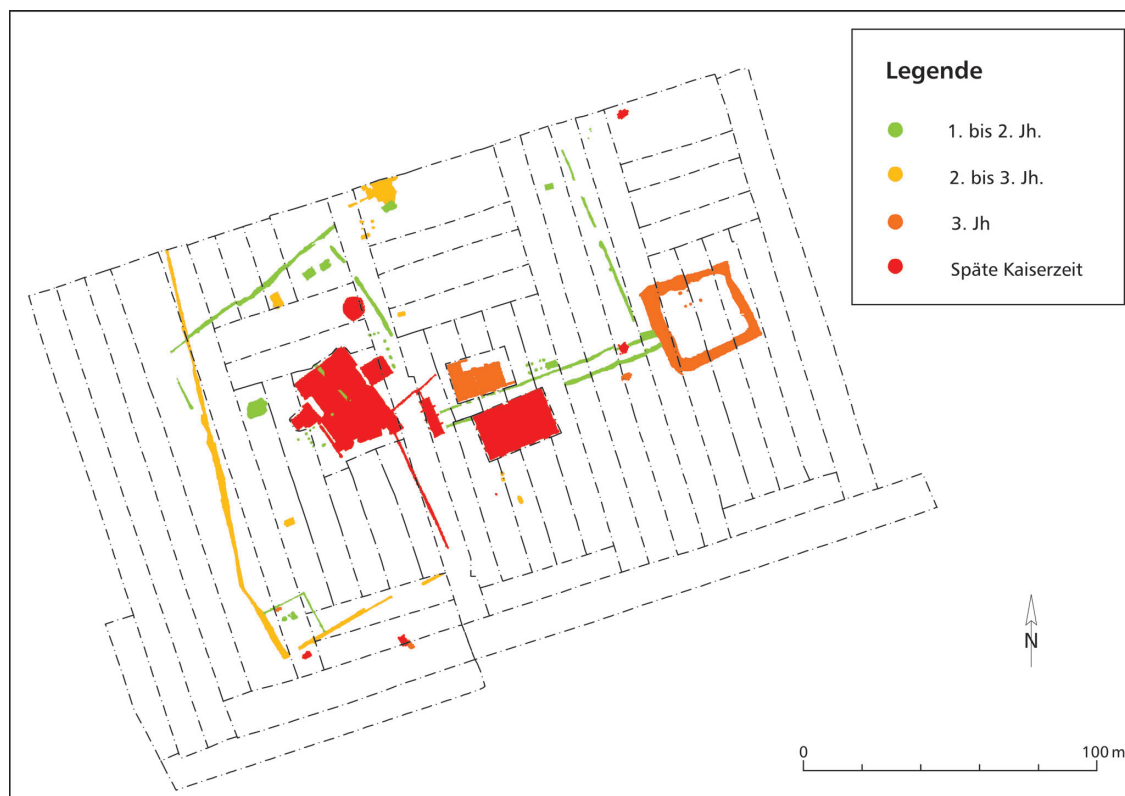 Legende
1. bis 2. Jh.
2. bis 3. Jh.
3. Jh
Späte Kaiserzeit
N
0 100 m